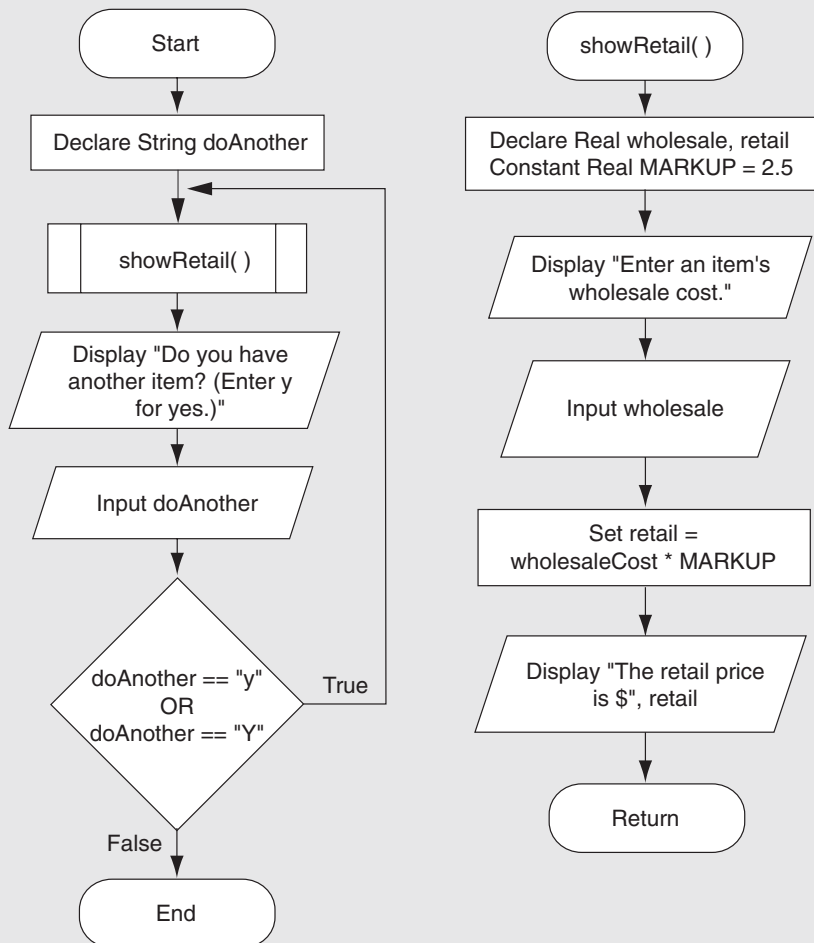 Start
Declare String doAnother
showRetail( )
Display "Do you have
another item? (Enter y
for yes.)"
Input doAnother
doAnother == "y"
OR
doAnother == "Y"
True
False
End
showRetail( )
Declare Real wholesale, retail
Constant Real MARKUP = 2.5
Display "Enter an item's
wholesale cost."
Input wholesale
Set retail =
wholesaleCost * MARKUP
Display "The retail price
is $", retail
Return